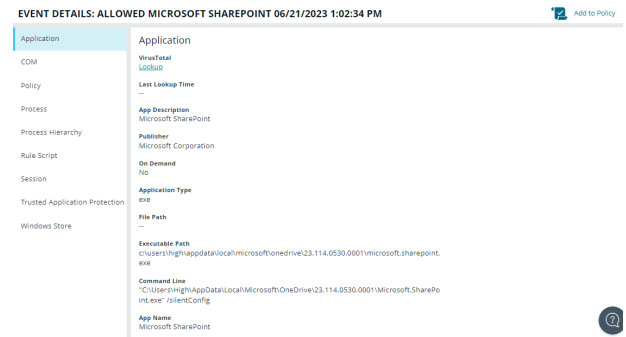 EVENT DETAILS: ALLOWED MICROSOFT SHAREPOINT 06/21/2023 1:02:34 PM
Add to Policy
Application
COM
Policy
Process
Process Hierarchy
Rule Script
Session
Trusted Application Protection
Windows Store
Application
VirusTotal
Lookup
Last Lookup Time
--
App Description
Microsoft SharePoint
Publisher
Microsoft Corporation
On Demand
No
Application Type
exe
File Path
--
Executable Path
c:\users\high\appdata\local\microsoft\onedrive\23.114.0530.0001\microsoft.sharepoint.
exe
Command Line
"C:\Users\High\AppData\Local\Microsoft\OneDrive\23.114.0530.0001\Microsoft.SharePo
int.exe" /silentConfig
App Name
Microsoft SharePoint